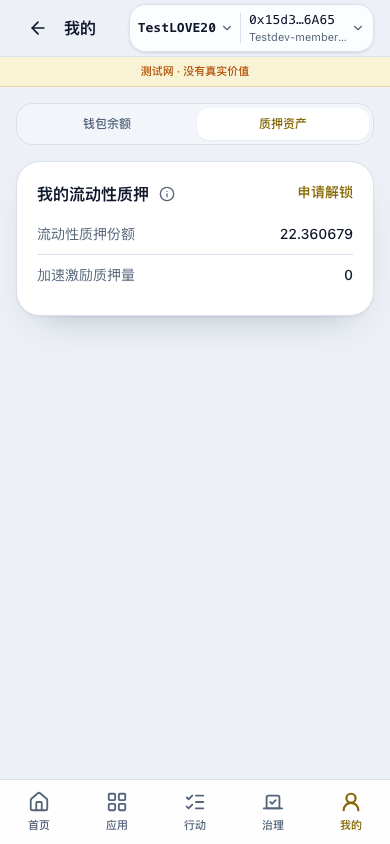 我的
TestLOVE20
0x15d3…6A65
Testdev-member…
测试网 · 没有真实价值
钱包余额
质押资产
我的流动性质押
申请解锁
流动性质押份额
22.360679
加速激励质押量
0
首页
应用
行动
治理
我的